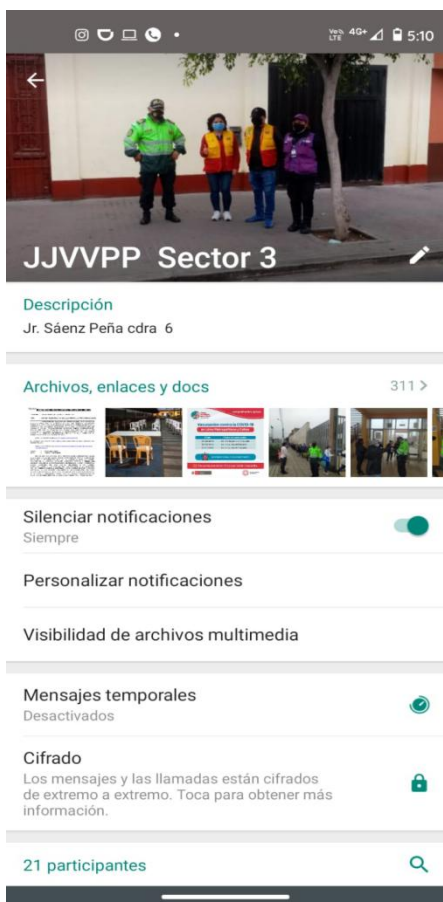 VoLTE 4G+ 5:10
JJVVPP Sector 3
Descripción
Jr. Sáenz Peña cdra 6
Archivos, enlaces y docs 311 >
Silenciar notificaciones
Siempre
Personalizar notificaciones
Visibilidad de archivos multimedia
Mensajes temporales
Desactivados
Cifrado
Los mensajes y las llamadas están cifrados
de extremo a extremo. Toca para obtener más
información.
21 participantes